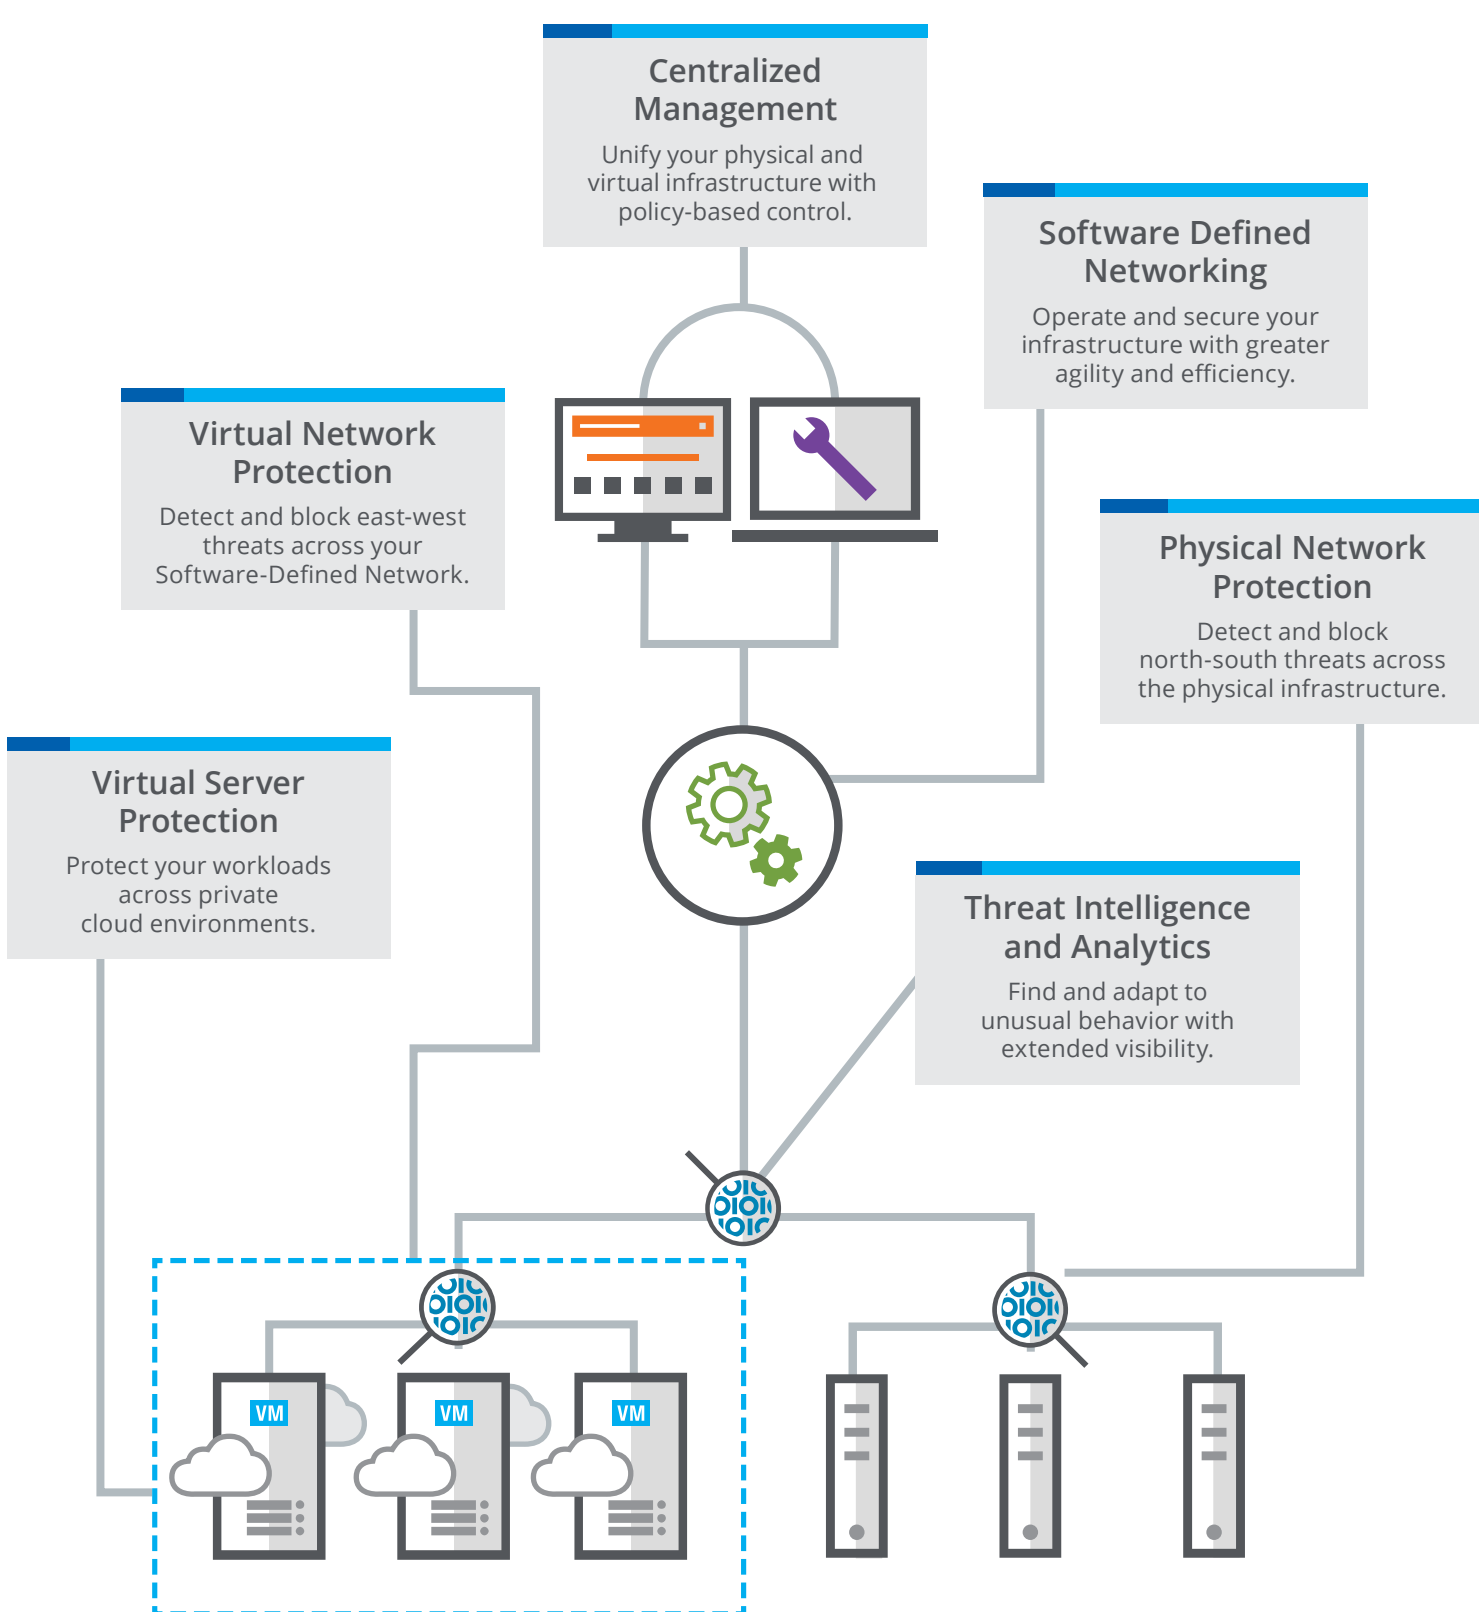 Centralized
Management
Unify your physical and
virtual infrastructure with
policy-based control.
Software Defined
Networking
Operate and secure your
infrastructure with greater
agility and efficiency.
Virtual Network
Protection
Detect and block east-west
threats across your
Software-Defined Network.
Physical Network
Protection
Detect and block
north-south threats across
the physical infrastructure.
Virtual Server
Protection
Protect your workloads
across private
cloud environments.
Threat Intelligence
and Analytics
Find and adapt to
unusual behavior with
extended visibility.
VM
VM
VM